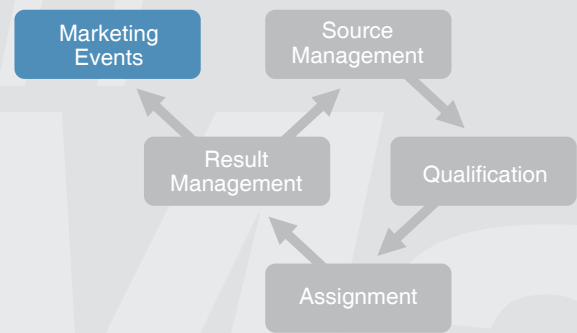 Marketing
Events
Source
Management
Result
Management
Qualification
Assignment